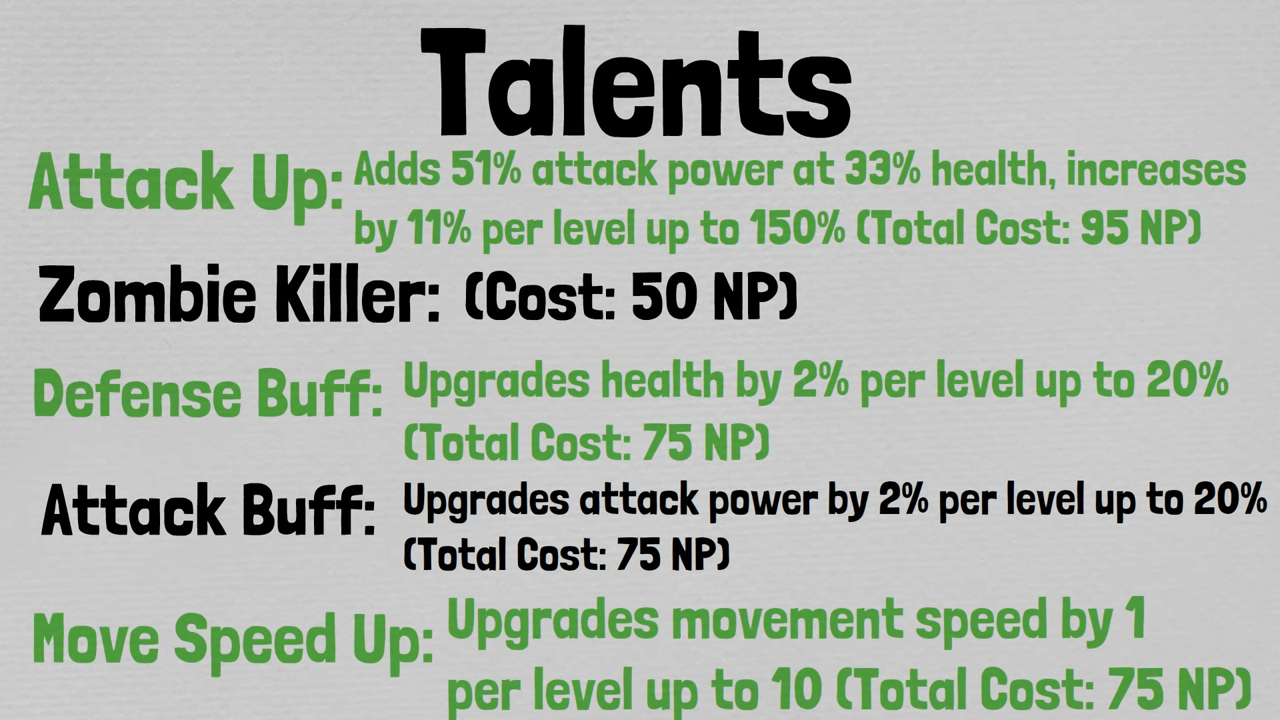 Talents
Attack Up: Adds 51% attack power at 33% health, increases
by 11% per level up to 150% (Total Cost: 95 NP)
Zombie Killer: (Cost: 50 NP)
Defense Buff: Upgrades health by 2% per level up to 20%
(Total Cost: 75 NP)
Attack Buff: Upgrades attack power by 2% per level up to 20%
(Total Cost: 75 NP)
Move Speed Up: Upgrades movement speed by 1
per level up to 10 (Total Cost: 75 NP)